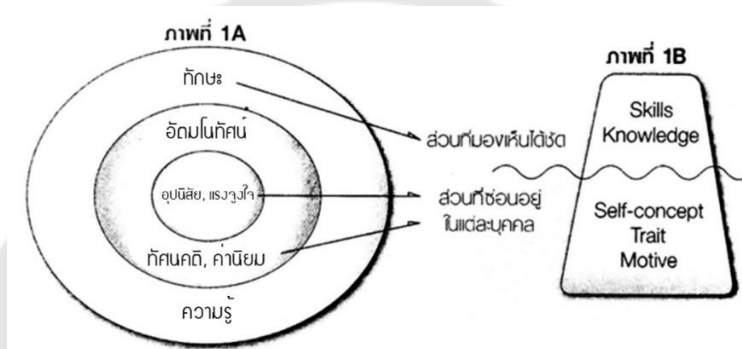 ภาพที่ 1A
ทักษะ
อัตมโนทัศน์
อุปนิสัย, แรงจูงใจ
ทัศนคติ, ค่านิยม
ความรู้
ส่วนที่มองเห็นได้ชัด
ส่วนที่ซ่อนอยู่
ในแต่ละบุคคล
ภาพที่ 1B
Skills
Knowledge
Self-concept
Trait
Motive